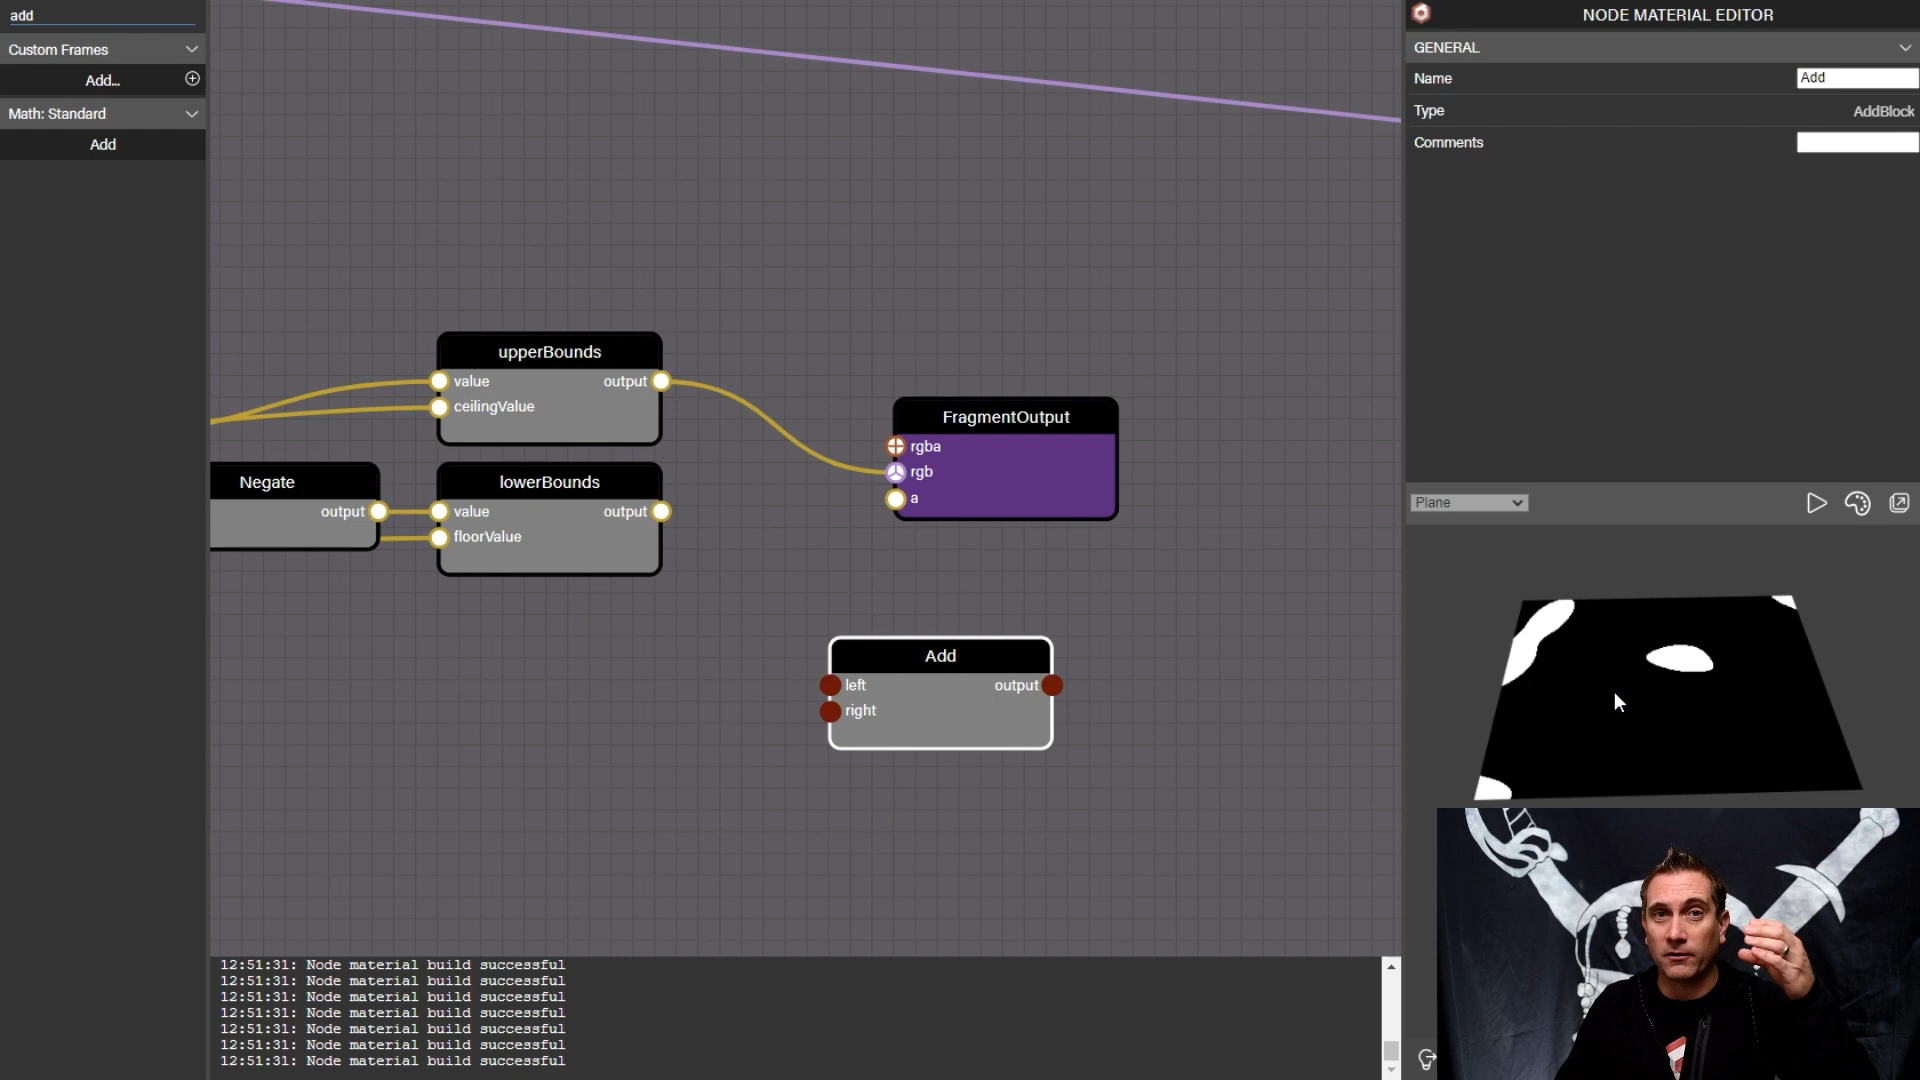 add
Custom Frames
Add...
Math: Standard
Add
upperBounds
value output
ceilingValue
Negate
output
lowerBounds
value output
floorValue
FragmentOutput
rgba
rgb
a
Add
left output
right
12:51:31: Node material build successful
12:51:31: Node material build successful
12:51:31: Node material build successful
12:51:31: Node material build successful
12:51:31: Node material build successful
12:51:31: Node material build successful
12:51:31: Node material build successful
NODE MATERIAL EDITOR
GENERAL
Name Add
Type AddBlock
Comments
Plane